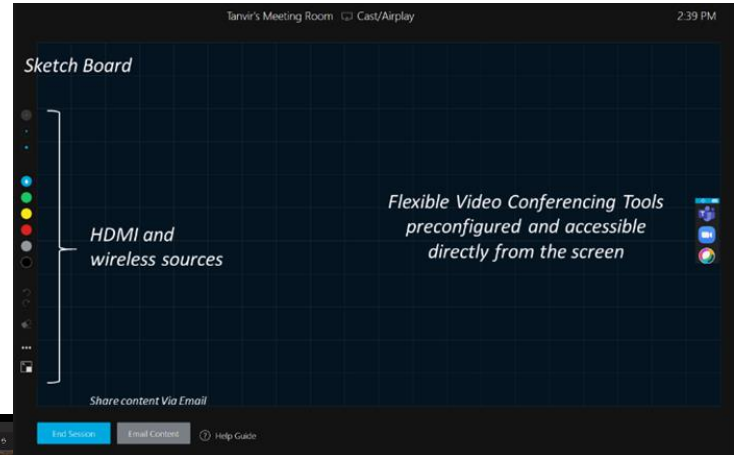 Tanvir's Meeting Room Cast/Airplay 2:39 PM
Sketch Board
HDMI and
wireless sources
Flexible Video Conferencing Tools
preconfigured and accessible
directly from the screen
Share content Via Email
End Session Email Content ? Help Guide